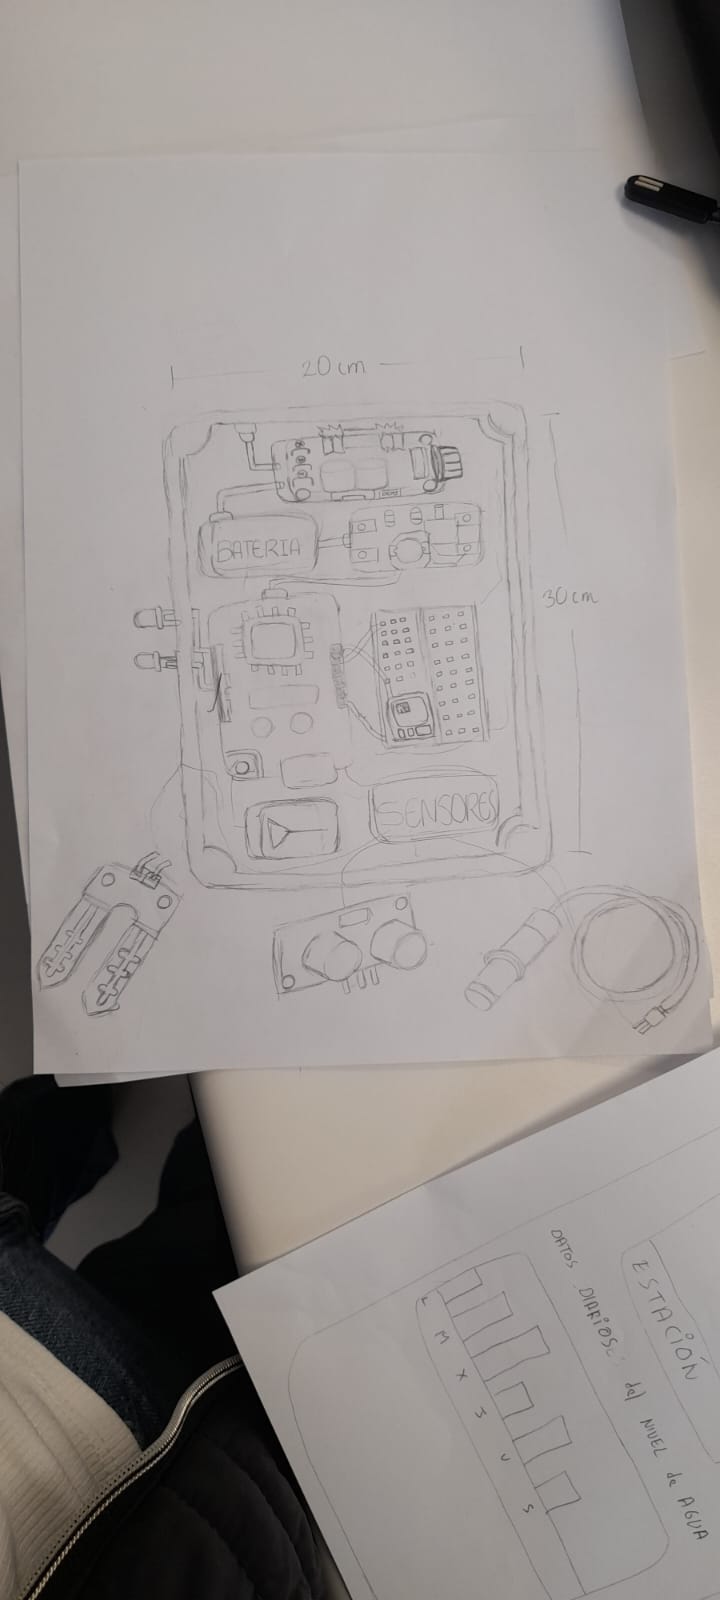 20 cm
30 cm
BATERIA
SENSORES
ESTACIÓN
DATOS DIARIOS: del NIVEL de AGUA
L M X J V S